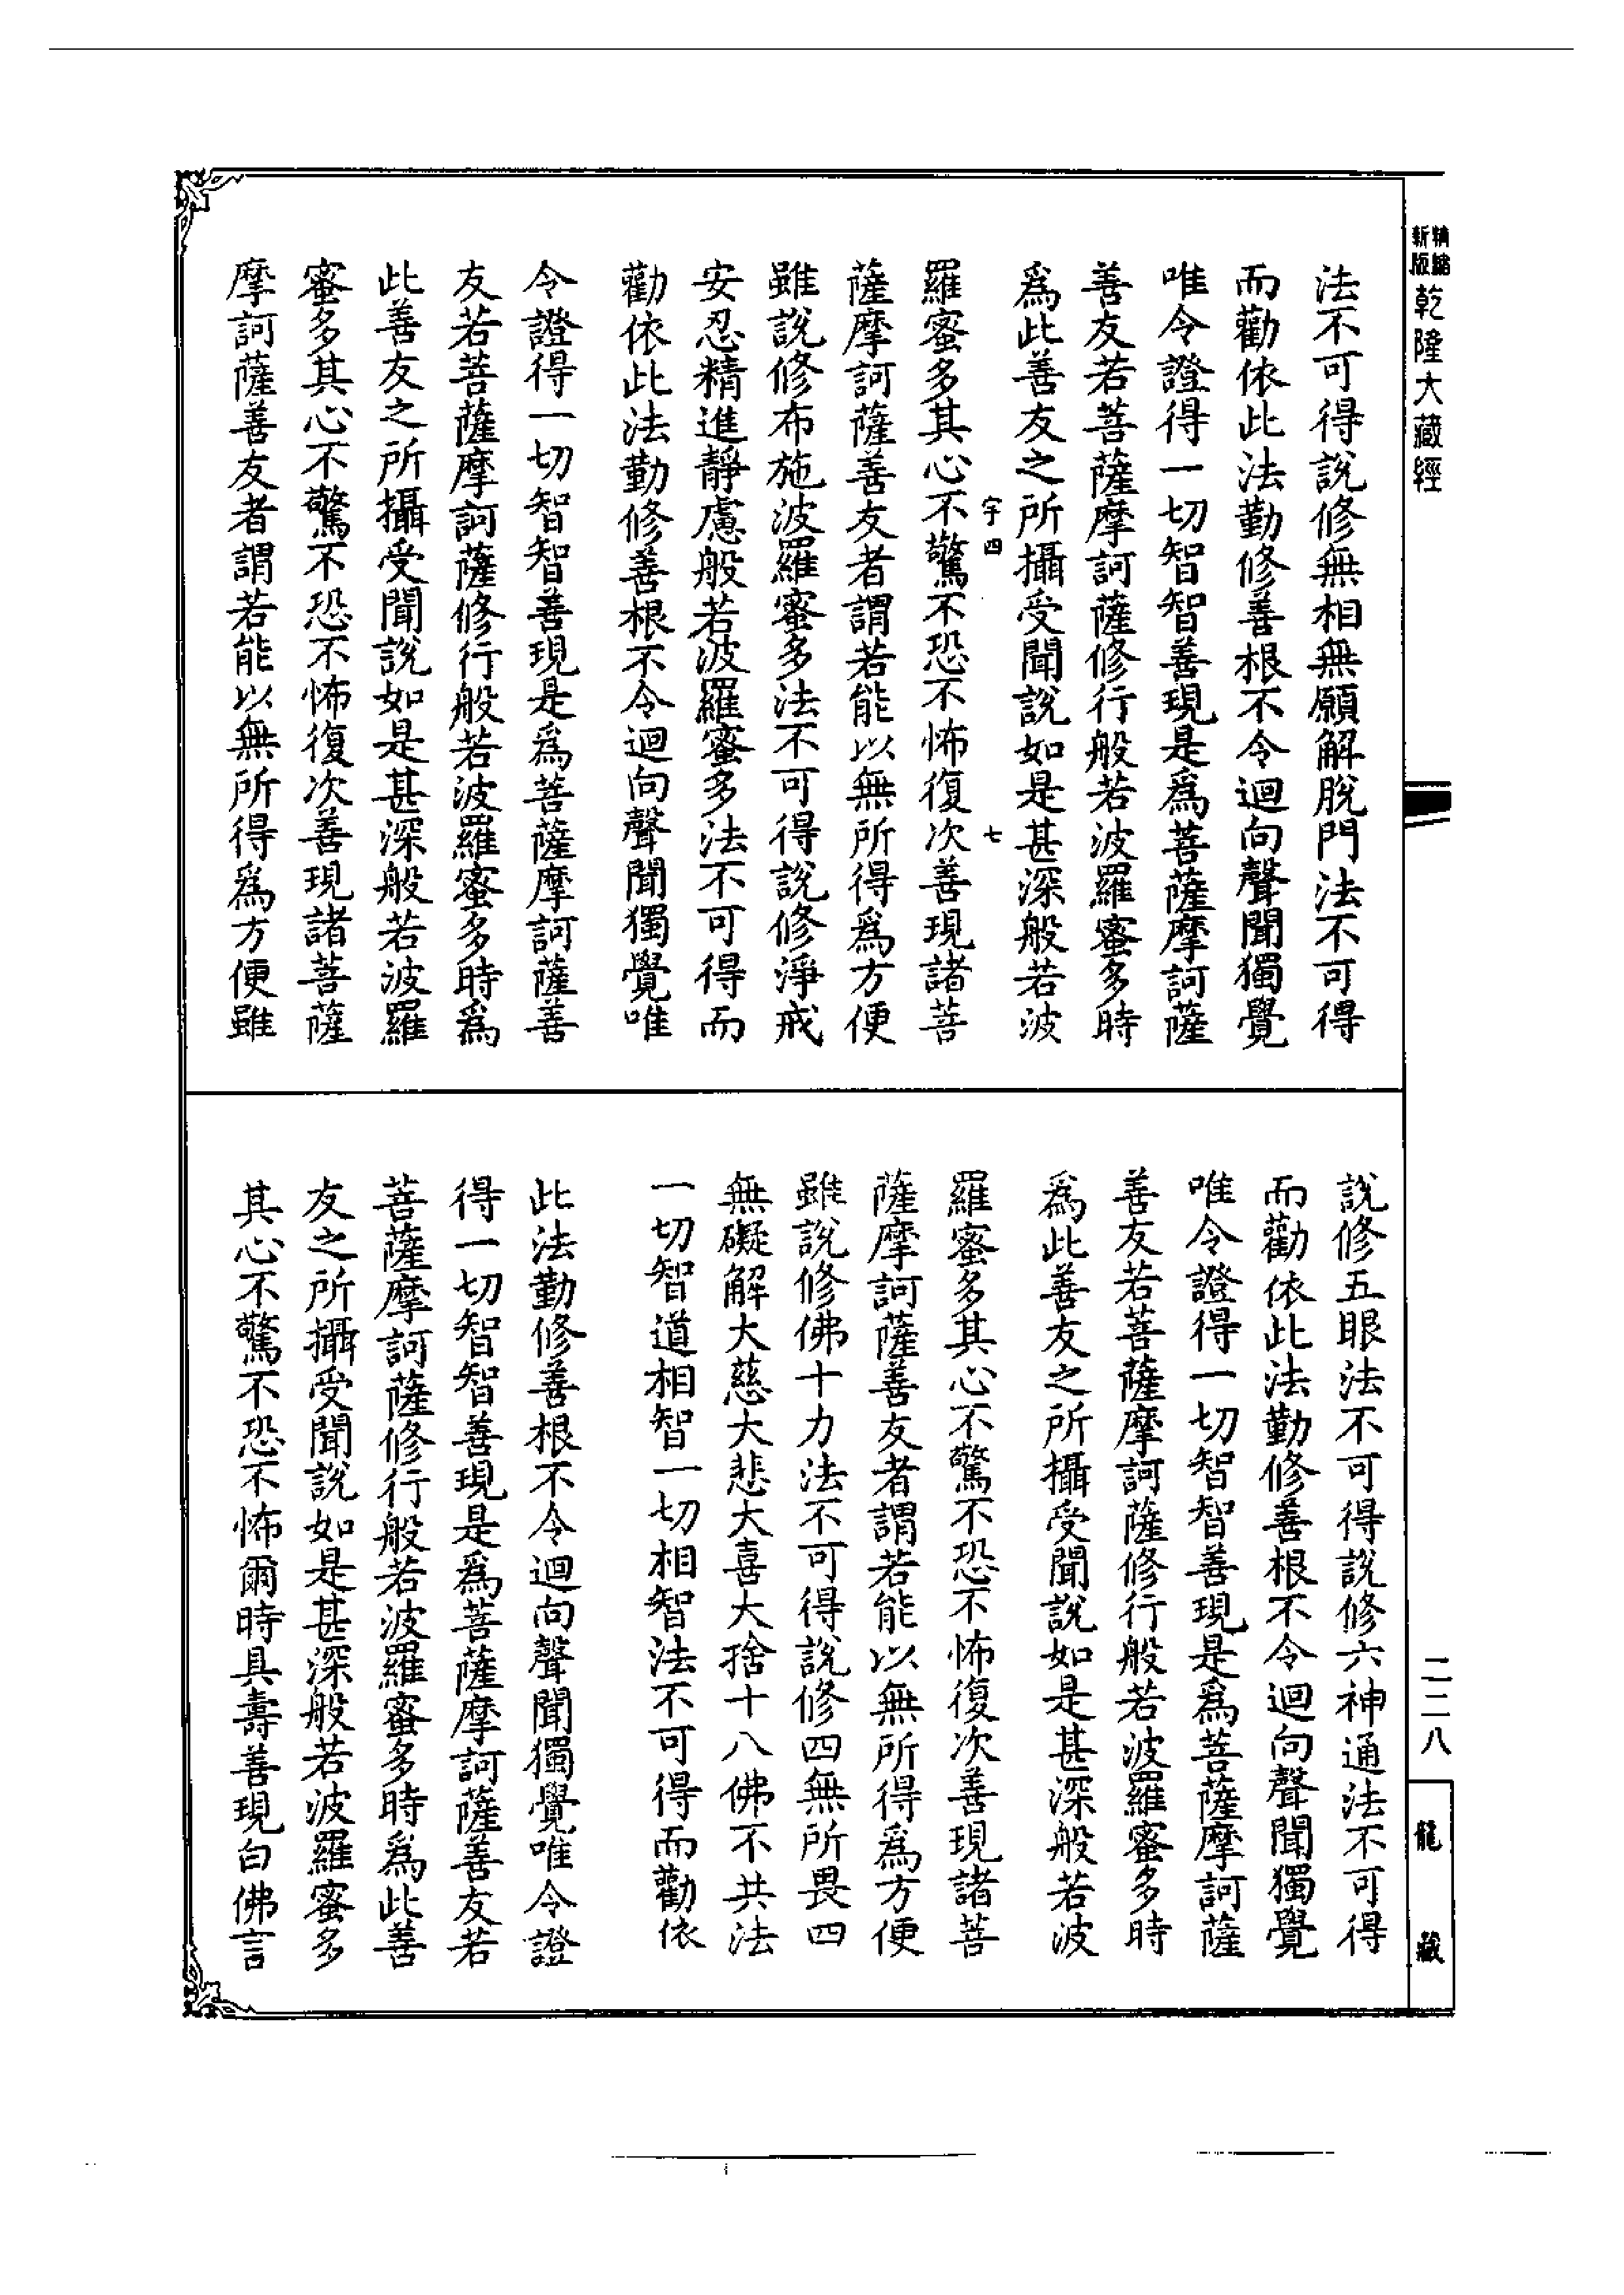 精縮
新版
乾隆大藏經
法不可得說修無相無願解脫門法不可得
而勸依此法勤修善根不令迴向聲聞獨覺
唯令證得一切智智善現是爲菩薩摩訶薩
善友若菩薩摩訶薩修行般若波羅蜜多時
爲此善友之所攝受聞說如是甚深般若波
宇四 七
羅蜜多其心不驚不恐不怖復次善現諸菩
薩摩訶薩善友者謂若能以無所得爲方便
雖說修布施波羅蜜多法不可得說修淨戒
安忍精進靜慮般若波羅蜜多法不可得而
勸依此法勤修善根不令迴向聲聞獨覺唯
令證得一切智智善現是爲菩薩摩訶薩善
友若菩薩摩訶薩修行般若波羅蜜多時爲
此善友之所攝受聞說如是甚深般若波羅
蜜多其心不驚不恐不怖復次善現諸菩薩
摩訶薩善友者謂若能以無所得爲方便雖
說修五眼法不可得說修六神通法不可得
而勸依此法勤修善根不令迴向聲聞獨覺
唯令證得一切智智善現是爲菩薩摩訶薩
善友若菩薩摩訶薩修行般若波羅蜜多時
爲此善友之所攝受聞說如是甚深般若波
羅蜜多其心不驚不恐不怖復次善現諸菩
薩摩訶薩善友者謂若能以無所得爲方便
雖說修佛十力法不可得說修四無所畏四
無礙解大慈大悲大喜大捨十八佛不共法
一切智道相智一切相智法不可得而勸依
此法勤修善根不令迴向聲聞獨覺唯令證
得一切智智善現是爲菩薩摩訶薩善友若
菩薩摩訶薩修行般若波羅蜜多時爲此善
友之所攝受聞說如是甚深般若波羅蜜多
其心不驚不恐不怖爾時具壽善現白佛言
二二八
龍藏